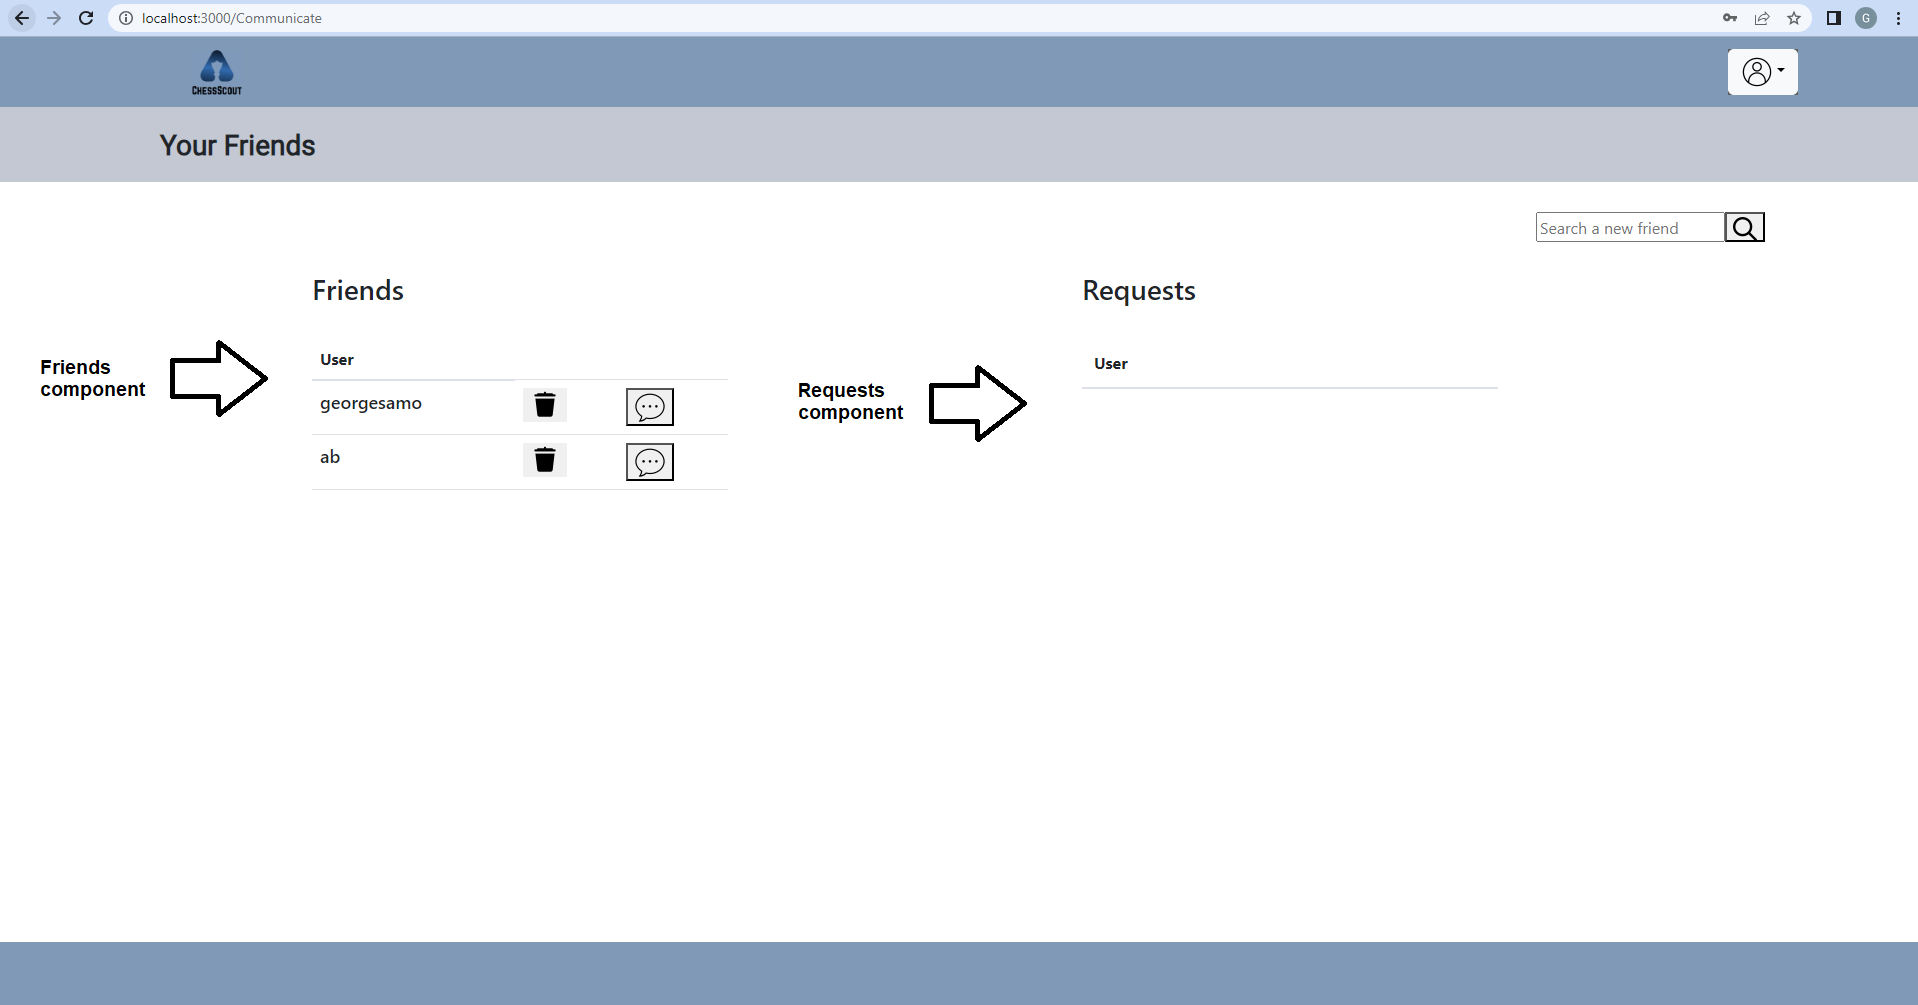 localhost:3000/Communicate
G
ChessScout
Your Friends
Search a new friend
Friends
Requests
User
User
Friends
component
georgesamo
Requests
component
ab